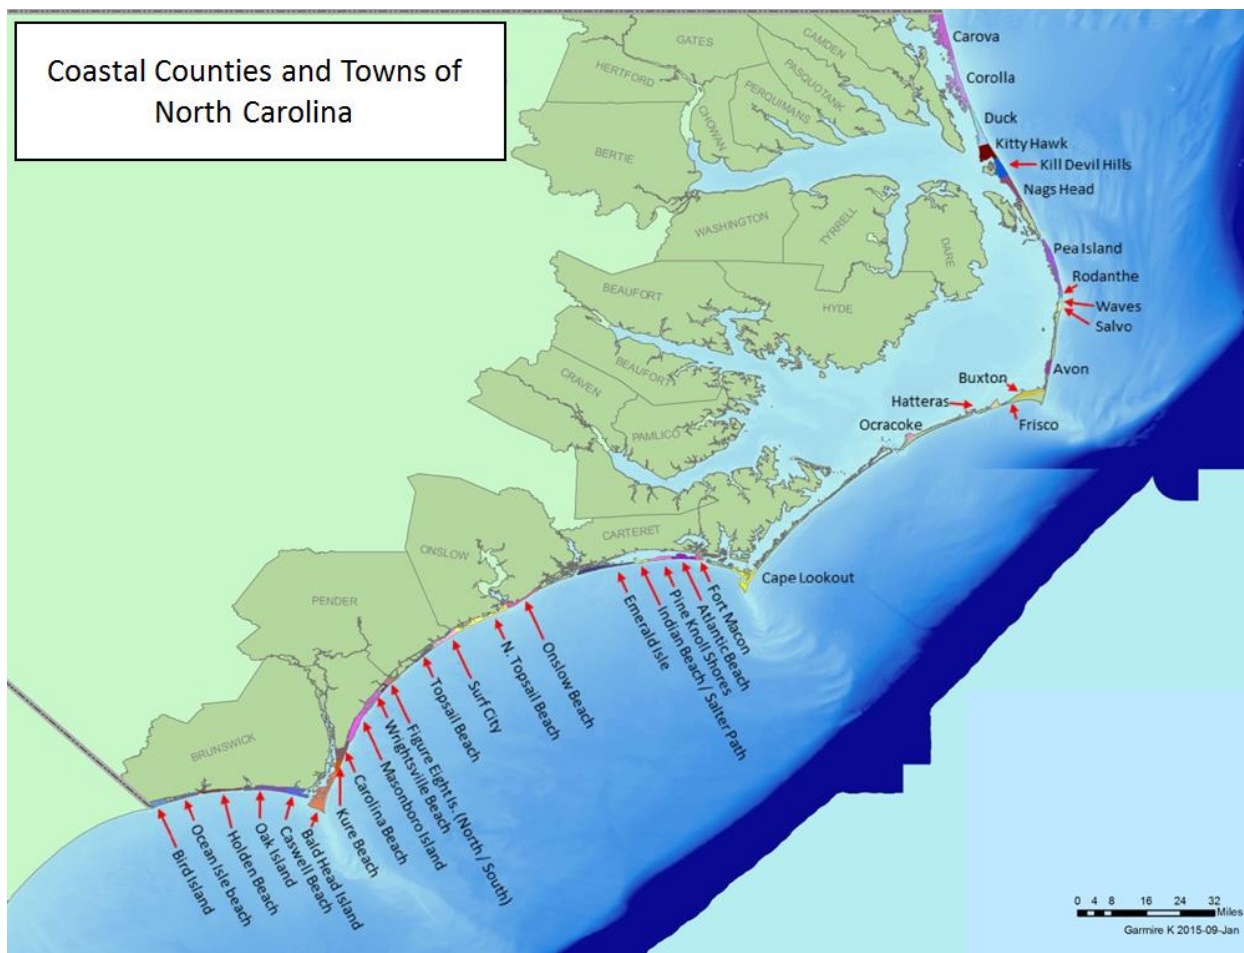 Coastal Counties and Towns of
North Carolina
GATES
CAMDEN
HERTFORD
PASQUOTANK
PERQUIMANS
CHOWAN
BERTIE
WASHINGTON
TYRRELL
DARE
BEAUFORT
HYDE
BEAUFORT
CRAVEN
PAMLICO
CARTERET
ONSLOW
PENDER
BRUNSWICK
Carova
Corolla
Duck
Kitty Hawk
Kill Devil Hills
Nags Head
Pea Island
Rodanthe
Waves
Salvo
Avon
Buxton
Hatteras
Frisco
Ocracoke
Cape Lookout
Fort Macon
Atlantic Beach
Pine Knoll Shores
Indian Beach / Salter Path
Emerald Isle
Onslow Beach
N. Topsail Beach
Surf City
Topsail Beach
Figure Eight Is. (North / South)
Wrightsville Beach
Masonboro Island
Carolina Beach
Kure Beach
Bald Head Island
Caswell Beach
Oak Island
Holden Beach
Ocean Isle beach
Bird Island
0 4 8 16 24 32
Miles
Garmire K 2015-09-Jan